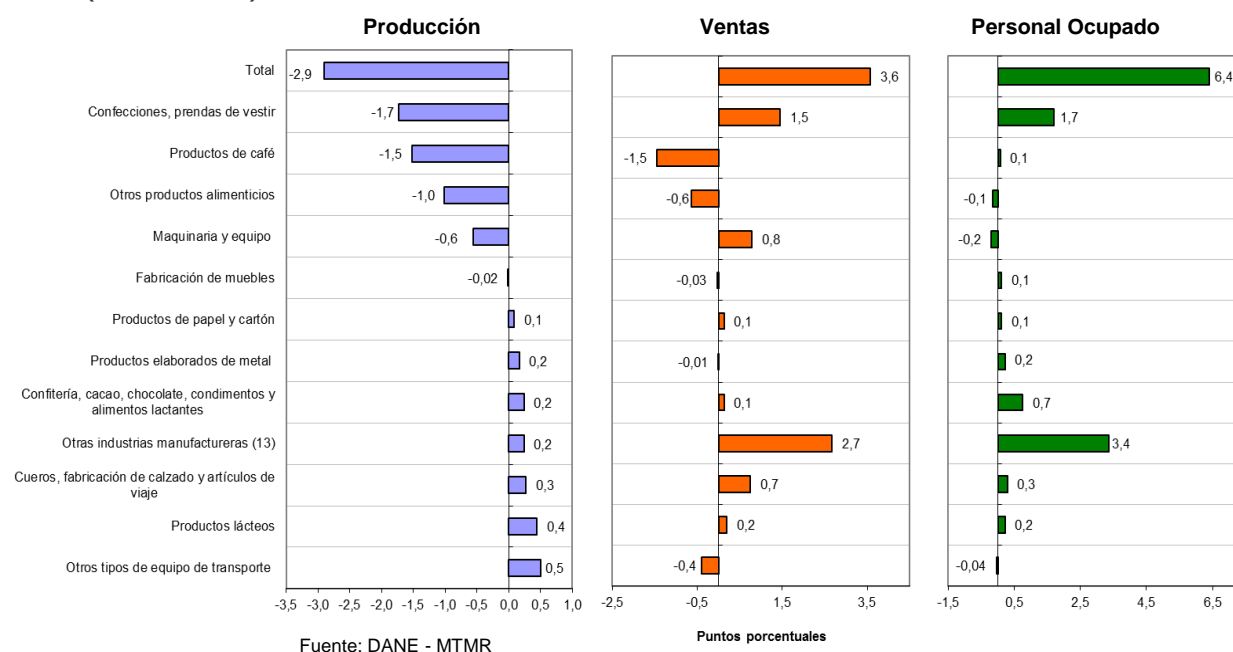 Producción
Ventas
Personal Ocupado
Total
-2,9
3,6
6,4
Confecciones, prendas de vestir
-1,7
1,5
1,7
Productos de café
-1,5
-1,5
0,1
Otros productos alimenticios
-1,0
-0,6
-0,1
Maquinaria y equipo
-0,6
0,8
-0,2
Fabricación de muebles
-0,02
-0,03
0,1
Productos de papel y cartón
0,1
0,1
0,1
Productos elaborados de metal
0,2
-0,01
0,2
Confitería, cacao, chocolate, condimentos y
alimentos lactantes
0,2
0,1
0,7
Otras industrias manufactureras (13)
0,2
2,7
3,4
Cueros, fabricación de calzado y artículos de
viaje
0,3
0,7
0,3
Productos lácteos
0,4
0,2
0,2
Otros tipos de equipo de transporte
0,5
-0,4
-0,04
-3,5 -3,0 -2,5 -2,0 -1,5 -1,0 -0,5 0,0 0,5 1,0
-2,5 -0,5 1,5 3,5
-1,5 0,5 2,5 4,5 6,5
Puntos porcentuales
Fuente: DANE - MTMR